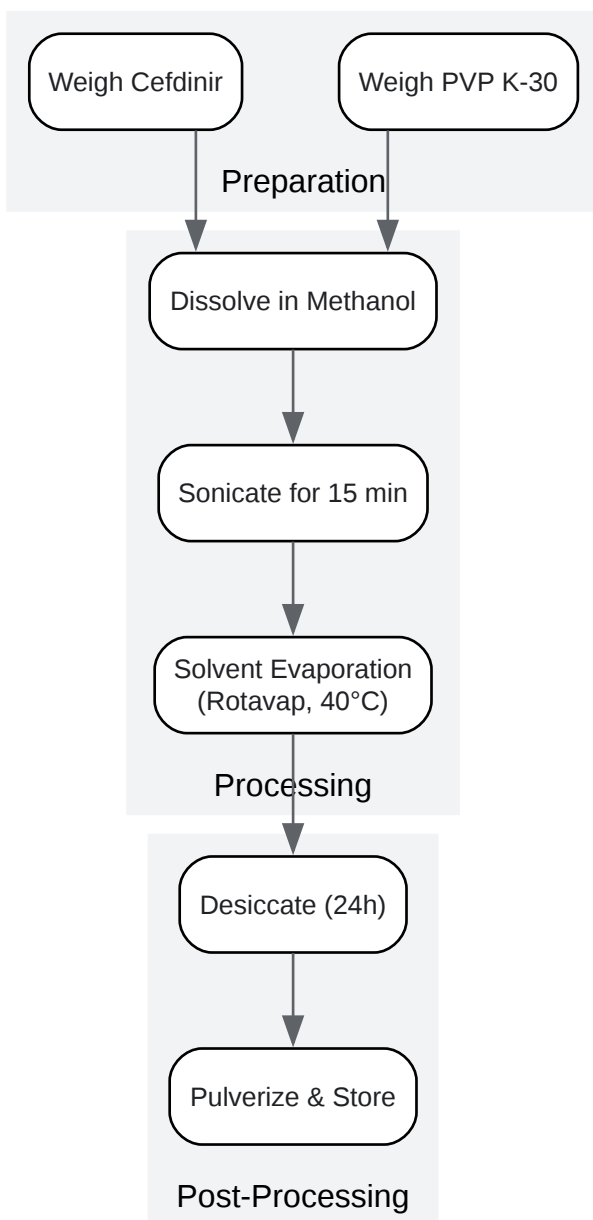 Weigh Cefdinir
Weigh PVP K-30
Preparation
Dissolve in Methanol
Sonicate for 15 min
Solvent Evaporation
(Rotavap, 40°C)
Processing
Desiccate (24h)
Pulverize & Store
Post-Processing